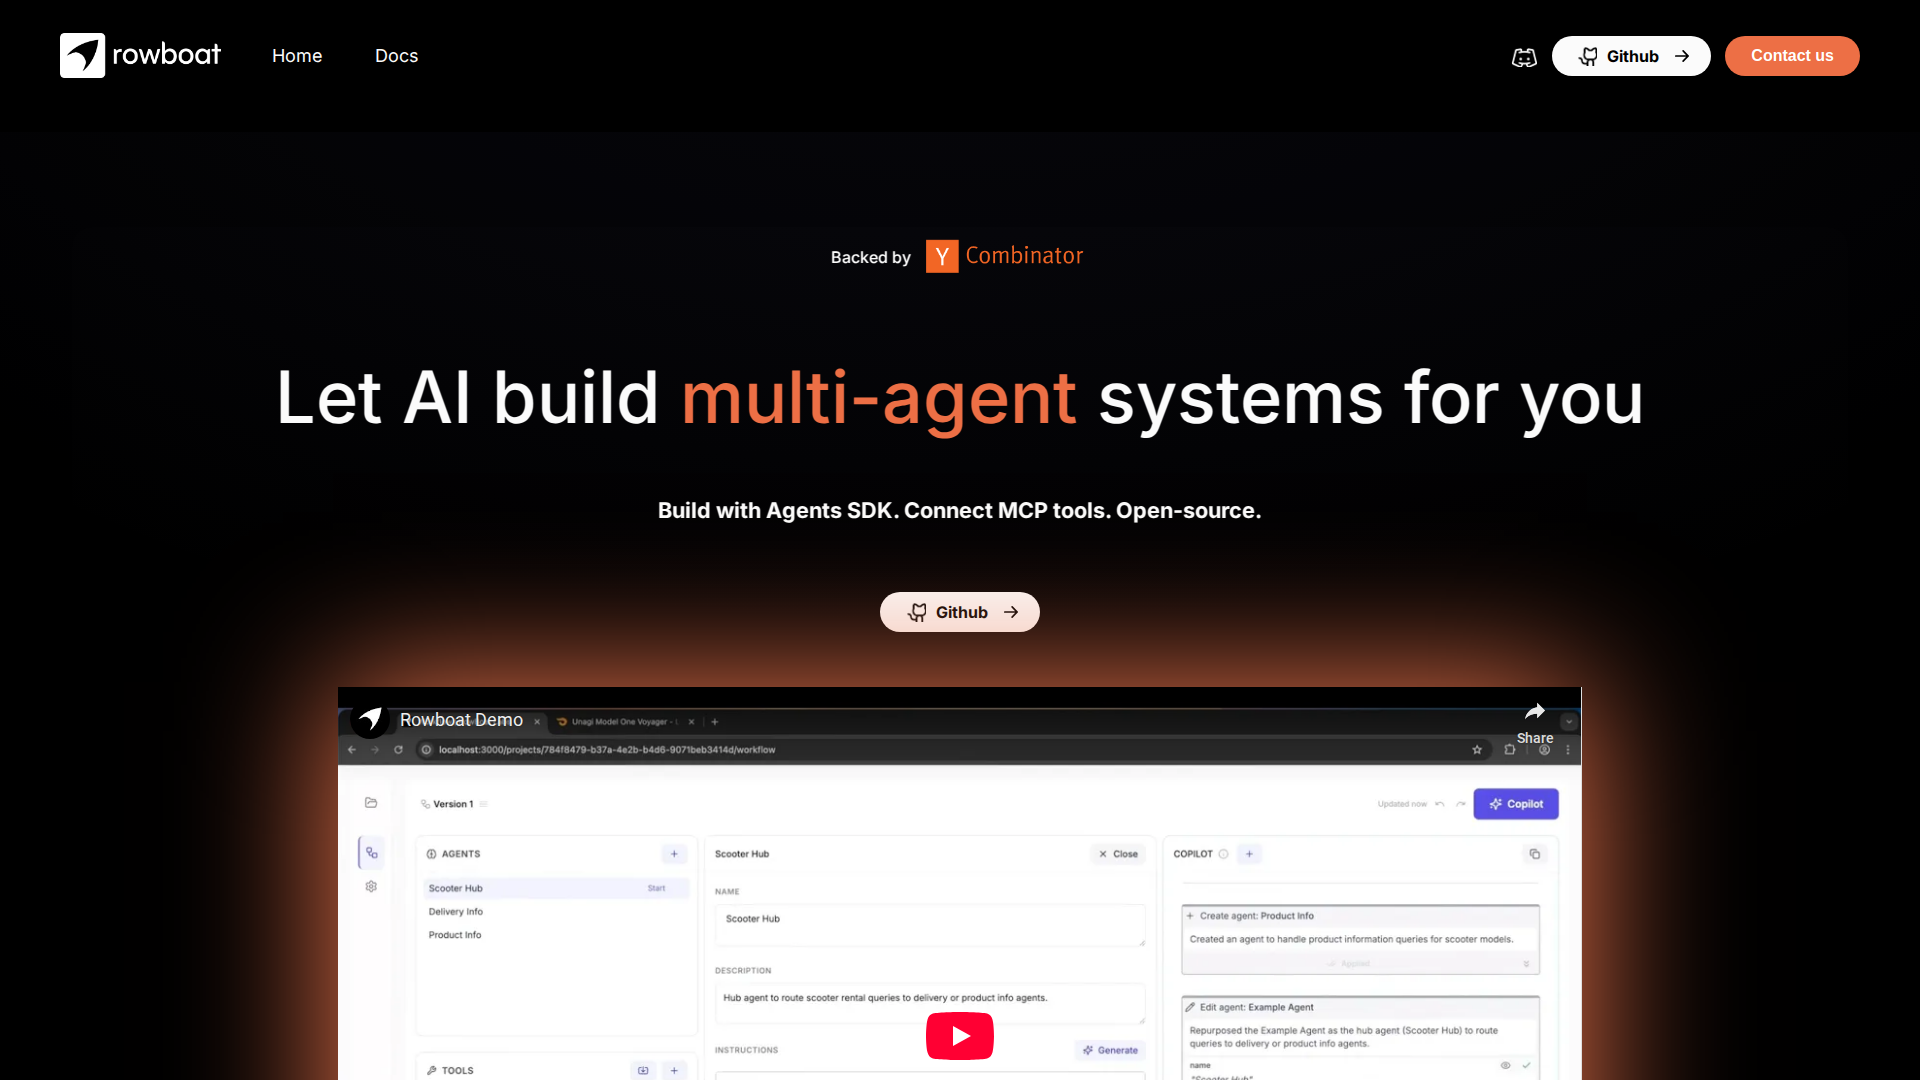 rowboat
Home
Docs
Github
Contact us
Backed by
Y Combinator
Let AI build multi-agent systems for you
Build with Agents SDK. Connect MCP tools. Open-source.
Github
Rowboat Demo
Unagi Model One Voyager -
Share
localhost:3000/projects/784f8479-b37a-4e2b-b4d6-9071beb3414d/workflow
Version 1
Updated now
Copilot
AGENTS
Scooter Hub
Start
Delivery Info
Product Info
TOOLS
Scooter Hub
Close
NAME
Scooter Hub
DESCRIPTION
Hub agent to route scooter rental queries to delivery or product info agents.
INSTRUCTIONS
Generate
COPILOT
Create agent: Product Info
Created an agent to handle product information queries for scooter models.
Applied
Edit agent: Example Agent
Repurposed the Example Agent as the hub agent (Scooter Hub) to route
queries to delivery or product info agents.
name
"Scooter Hub"